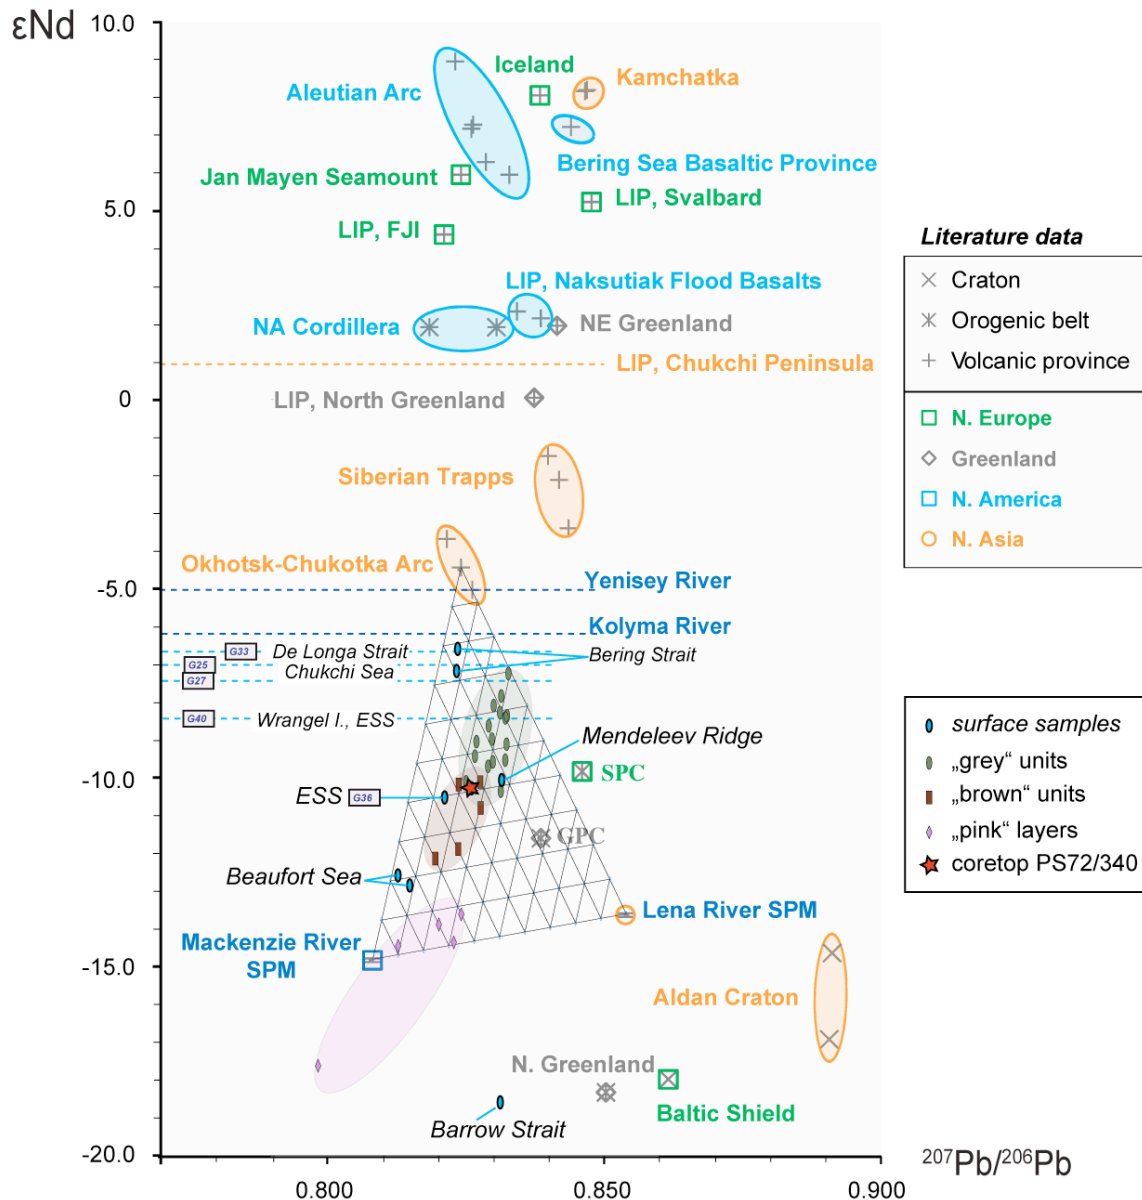 εNd
10.0
Iceland
Kamchatka
Aleutian Arc
Bering Sea Basaltic Province
Jan Mayen Seamount
LIP, Svalbard
5.0
LIP, FJI
Literature data
LIP, Naksutiak Flood Basalts
Craton
NA Cordillera
NE Greenland
Orogenic belt
LIP, Chukchi Peninsula
Volcanic province
0
LIP, North Greenland
N. Europe
Greenland
Siberian Trapps
N. America
N. Asia
Okhotsk-Chukotka Arc
-5.0
Yenisey River
Kolyma River
G33
De Longa Strait
Bering Strait
G25
Chukchi Sea
G27
G40
Wrangel I., ESS
surface samples
Mendeleev Ridge
„grey“ units
-10.0
SPC
ESS
G36
„brown“ units
GPC
„pink“ layers
coretop PS72/340
Beaufort Sea
Lena River SPM
Mackenzie River
SPM
-15.0
Aldan Craton
N. Greenland
Baltic Shield
Barrow Strait
-20.0
²⁰⁷Pb/²⁰⁶Pb
0.800
0.850
0.900